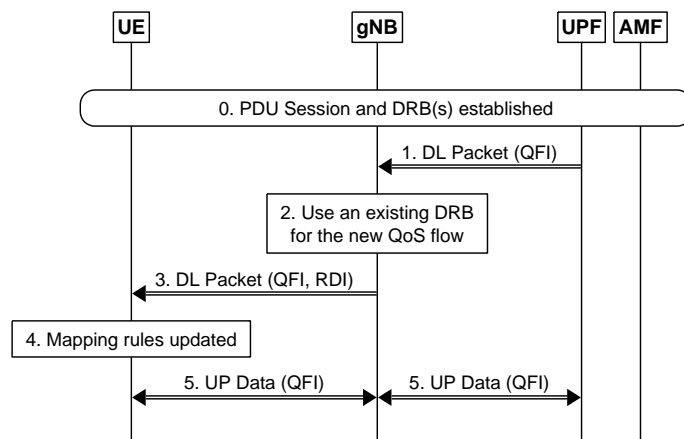 UE
gNB
UPF
AMF
0. PDU Session and DRB(s) established
1. DL Packet (QFI)
2. Use an existing DRB
for the new QoS flow
3. DL Packet (QFI, RDI)
4. Mapping rules updated
5. UP Data (QFI)
5. UP Data (QFI)